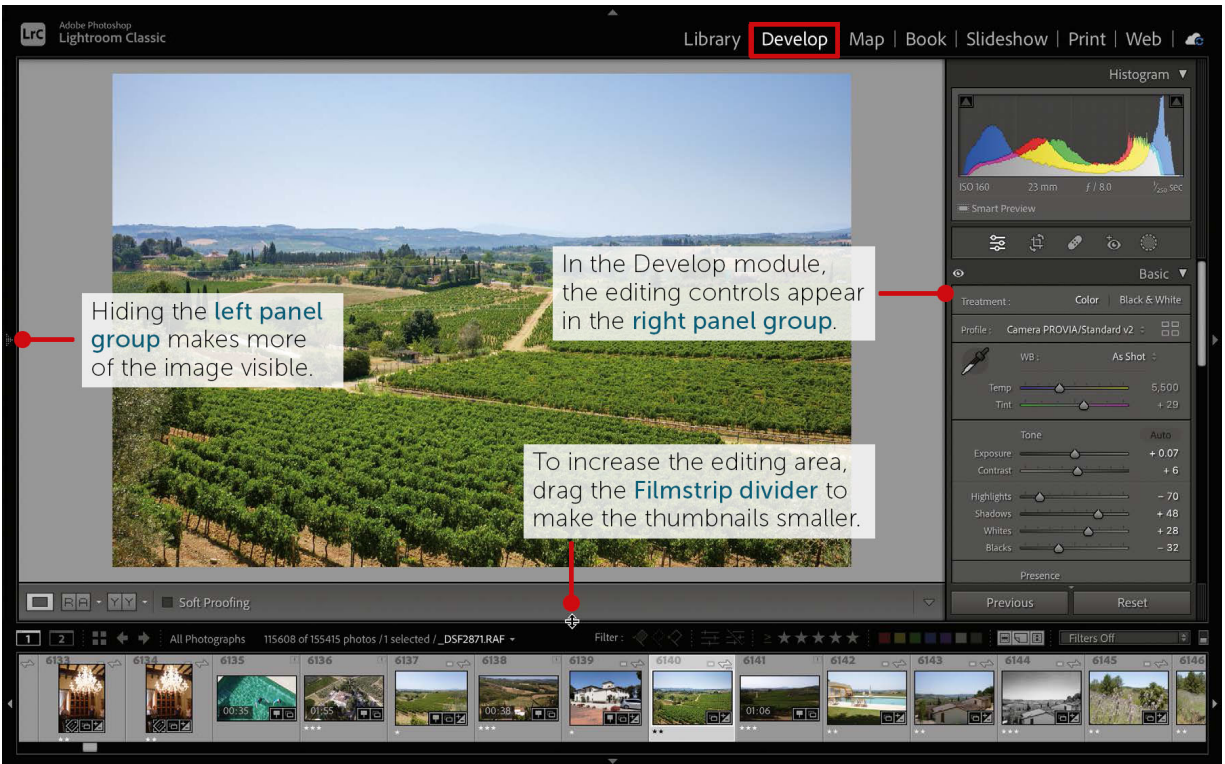 Adobe Photoshop
LrC Lightroom Classic
Library | Develop | Map | Book | Slideshow | Print | Web |
Histogram
ISO 160 23 mm ƒ / 8.0 1/250 sec
Smart Preview
Basic
Treatment : Color | Black & White
Profile : Camera PROVIA/Standard v2
WB : As Shot
Temp 5,500
Tint + 29
Tone Auto
Exposure + 0.07
Contrast + 6
Highlights – 70
Shadows + 48
Whites + 28
Blacks – 32
Presence
Previous Reset
Hiding the left panel
group makes more
of the image visible.
In the Develop module,
the editing controls appear
in the right panel group.
To increase the editing area,
drag the Filmstrip divider to
make the thumbnails smaller.
R A Y Y Soft Proofing
1 2 All Photographs 115608 of 155415 photos / 1 selected / _DSF2871.RAF Filter : ≥ ★★★★★ Filters Off
6133 6134 6135 6136 6137 6138 6139 6140 6141 6142 6143 6144 6145 6146
00:35 01:55 00:38 01:06